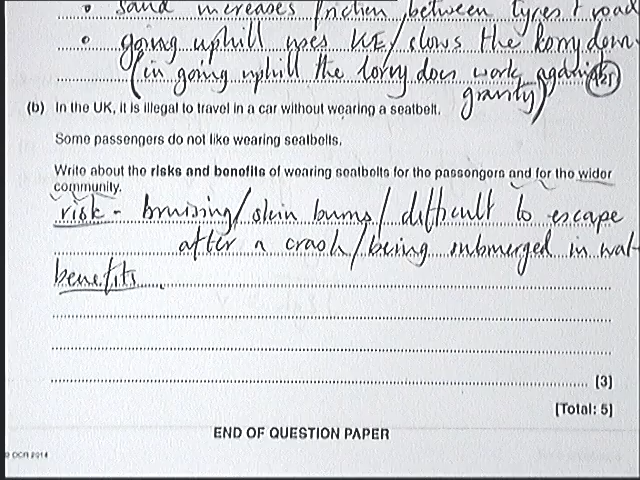 • sand increases friction between tyres + road
• going uphill uses KE / slows the lorry down
(in going uphill the lorry does work against gravity)
(b) In the UK, it is illegal to travel in a car without wearing a seatbelt.
Some passengers do not like wearing seatbelts.
Write about the risks and benefits of wearing seatbelts for the passengers and for the wider
community.
risk - bruising / skin burns / difficult to escape
after a crash / being submerged in wat
benefits
[3]
[Total: 5]
END OF QUESTION PAPER
OCR 2014